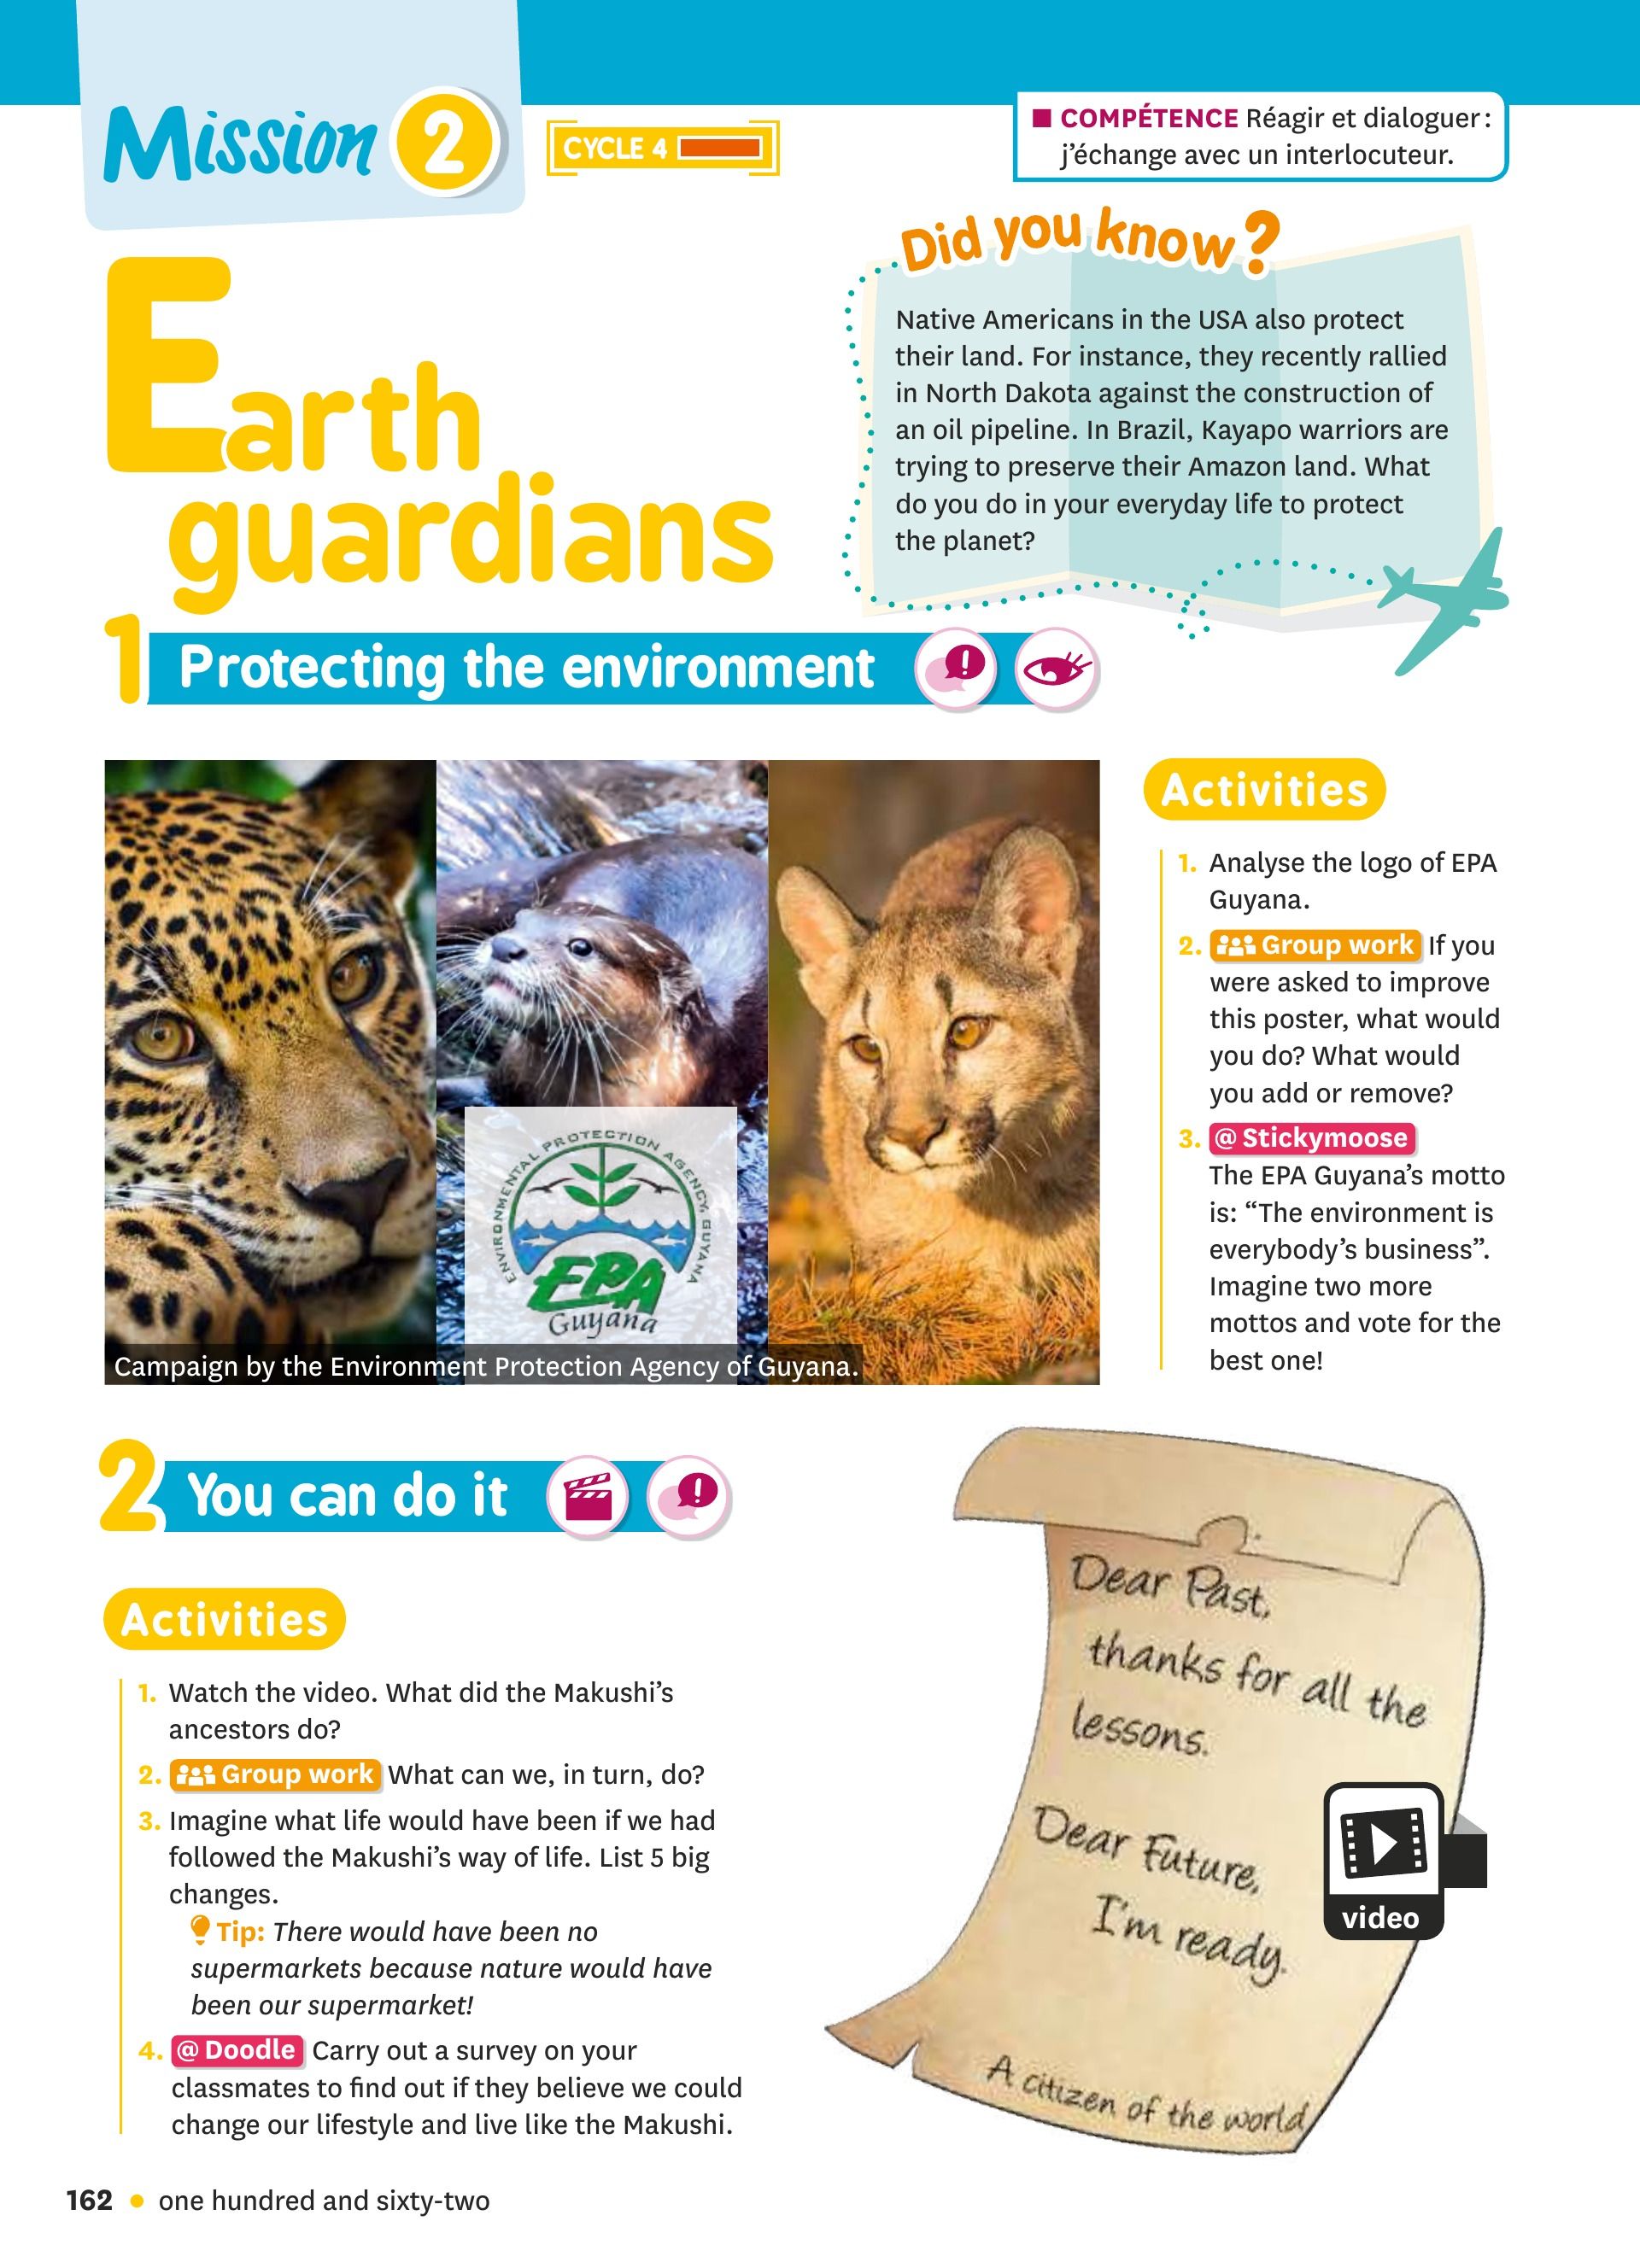 Mission 2
CYCLE 4
■ COMPÉTENCE Réagir et dialoguer :
j'échange avec un interlocuteur.
Earth
guardians
Did you know?
Native Americans in the USA also protect
their land. For instance, they recently rallied
in North Dakota against the construction of
an oil pipeline. In Brazil, Kayapo warriors are
trying to preserve their Amazon land. What
do you do in your everyday life to protect
the planet?
1 Protecting the environment
ENVIRONMENTAL PROTECTION AGENCY, GUYANA
EPA
Guyana
Campaign by the Environment Protection Agency of Guyana.
Activities
1. Analyse the logo of EPA
Guyana.
2. Group work If you
were asked to improve
this poster, what would
you do? What would
you add or remove?
3. @ Stickymoose
The EPA Guyana's motto
is: “The environment is
everybody's business”.
Imagine two more
mottos and vote for the
best one!
2 You can do it
Activities
1. Watch the video. What did the Makushi's
ancestors do?
2. Group work What can we, in turn, do?
3. Imagine what life would have been if we had
followed the Makushi's way of life. List 5 big
changes.
Tip: There would have been no
supermarkets because nature would have
been our supermarket!
4. @ Doodle Carry out a survey on your
classmates to find out if they believe we could
change our lifestyle and live like the Makushi.
Dear Past,
thanks for all the
lessons.
Dear Future,
I'm ready.
A citizen of the world
video
162 • one hundred and sixty-two